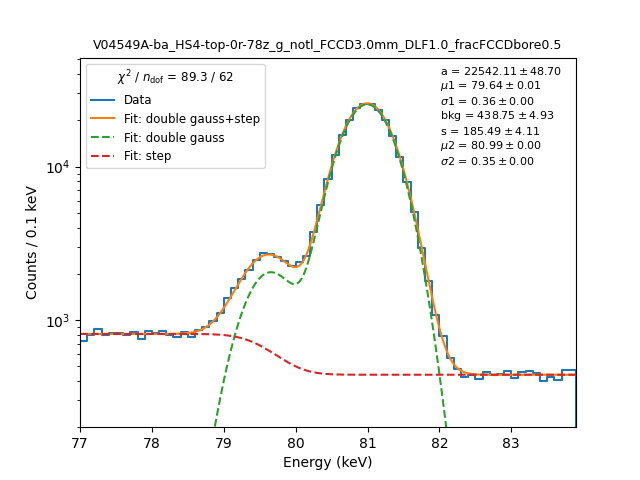 V04549A-ba_HS4-top-0r-78z_g_notl_FCCD3.0mm_DLF1.0_fracFCCDbore0.5
χ² / n_dof = 89.3 / 62
Data
Fit: double gauss+step
Fit: double gauss
Fit: step
a = 22542.11 ± 48.70
μ1 = 79.64 ± 0.01
σ1 = 0.36 ± 0.00
bkg = 438.75 ± 4.93
s = 185.49 ± 4.11
μ2 = 80.99 ± 0.00
σ2 = 0.35 ± 0.00
Counts / 0.1 keV
10⁴
10³
77 78 79 80 81 82 83
Energy (keV)